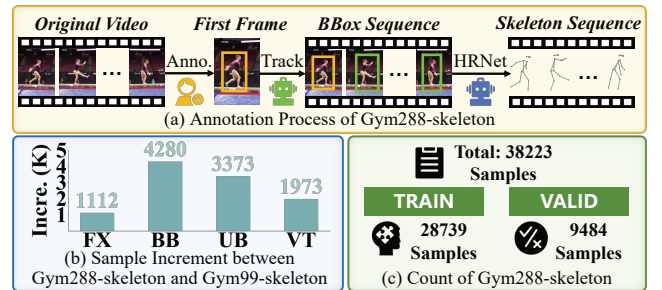 Original Video
First Frame
BBox Sequence
Skeleton Sequence
Anno.
Track
HRNet
...
...
...
(a) Annotation Process of Gym288-skeleton
Incre. (K)
5
4
3
2
1
1112
4280
3373
1973
FX
BB
UB
VT
(b) Sample Increment between
Gym288-skeleton and Gym99-skeleton
Total: 38223
Samples
TRAIN
VALID
28739
Samples
9484
Samples
(c) Count of Gym288-skeleton